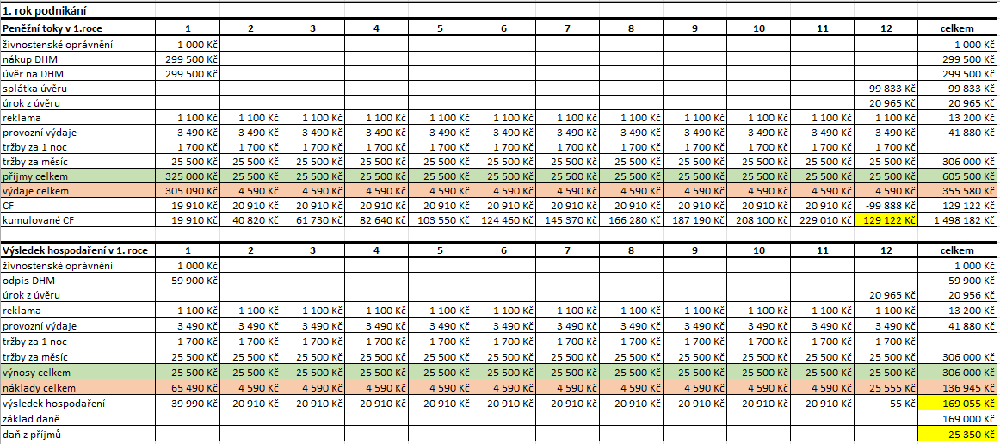 1. rok podnikání
Peněžní toky v 1.roce 1 2 3 4 5 6 7 8 9 10 11 12 celkem
živnostenské oprávnění 1 000 Kč 1 000 Kč
nákup DHM 299 500 Kč 299 500 Kč
úvěr na DHM 299 500 Kč 299 500 Kč
splátka úvěru 99 833 Kč 99 833 Kč
úrok z úvěru 20 965 Kč 20 965 Kč
reklama 1 100 Kč 1 100 Kč 1 100 Kč 1 100 Kč 1 100 Kč 1 100 Kč 1 100 Kč 1 100 Kč 1 100 Kč 1 100 Kč 1 100 Kč 1 100 Kč 13 200 Kč
provozní výdaje 3 490 Kč 3 490 Kč 3 490 Kč 3 490 Kč 3 490 Kč 3 490 Kč 3 490 Kč 3 490 Kč 3 490 Kč 3 490 Kč 3 490 Kč 3 490 Kč 41 880 Kč
tržby za 1 noc 1 700 Kč 1 700 Kč 1 700 Kč 1 700 Kč 1 700 Kč 1 700 Kč 1 700 Kč 1 700 Kč 1 700 Kč 1 700 Kč 1 700 Kč 1 700 Kč
tržby za měsíc 25 500 Kč 25 500 Kč 25 500 Kč 25 500 Kč 25 500 Kč 25 500 Kč 25 500 Kč 25 500 Kč 25 500 Kč 25 500 Kč 25 500 Kč 25 500 Kč 306 000 Kč
příjmy celkem 325 000 Kč 25 500 Kč 25 500 Kč 25 500 Kč 25 500 Kč 25 500 Kč 25 500 Kč 25 500 Kč 25 500 Kč 25 500 Kč 25 500 Kč 25 500 Kč 605 500 Kč
výdaje celkem 305 090 Kč 4 590 Kč 4 590 Kč 4 590 Kč 4 590 Kč 4 590 Kč 4 590 Kč 4 590 Kč 4 590 Kč 4 590 Kč 4 590 Kč 4 590 Kč 355 580 Kč
CF 19 910 Kč 20 910 Kč 20 910 Kč 20 910 Kč 20 910 Kč 20 910 Kč 20 910 Kč 20 910 Kč 20 910 Kč 20 910 Kč 20 910 Kč -99 888 Kč 129 122 Kč
kumulované CF 19 910 Kč 40 820 Kč 61 730 Kč 82 640 Kč 103 550 Kč 124 460 Kč 145 370 Kč 166 280 Kč 187 190 Kč 208 100 Kč 229 010 Kč 129 122 Kč 1 498 182 Kč
Výsledek hospodaření v 1. roce 1 2 3 4 5 6 7 8 9 10 11 12 celkem
živnostenské oprávnění 1 000 Kč 1 000 Kč
odpis DHM 59 900 Kč 59 900 Kč
úrok z úvěru 20 965 Kč 20 956 Kč
reklama 1 100 Kč 1 100 Kč 1 100 Kč 1 100 Kč 1 100 Kč 1 100 Kč 1 100 Kč 1 100 Kč 1 100 Kč 1 100 Kč 1 100 Kč 1 100 Kč 13 200 Kč
provozní výdaje 3 490 Kč 3 490 Kč 3 490 Kč 3 490 Kč 3 490 Kč 3 490 Kč 3 490 Kč 3 490 Kč 3 490 Kč 3 490 Kč 3 490 Kč 3 490 Kč 41 880 Kč
tržby za 1 noc 1 700 Kč 1 700 Kč 1 700 Kč 1 700 Kč 1 700 Kč 1 700 Kč 1 700 Kč 1 700 Kč 1 700 Kč 1 700 Kč 1 700 Kč 1 700 Kč
tržby za měsíc 25 500 Kč 25 500 Kč 25 500 Kč 25 500 Kč 25 500 Kč 25 500 Kč 25 500 Kč 25 500 Kč 25 500 Kč 25 500 Kč 25 500 Kč 25 500 Kč 306 000 Kč
výnosy celkem 25 500 Kč 25 500 Kč 25 500 Kč 25 500 Kč 25 500 Kč 25 500 Kč 25 500 Kč 25 500 Kč 25 500 Kč 25 500 Kč 25 500 Kč 25 500 Kč 306 000 Kč
náklady celkem 65 490 Kč 4 590 Kč 4 590 Kč 4 590 Kč 4 590 Kč 4 590 Kč 4 590 Kč 4 590 Kč 4 590 Kč 4 590 Kč 4 590 Kč 25 555 Kč 136 945 Kč
výsledek hospodaření -39 990 Kč 20 910 Kč 20 910 Kč 20 910 Kč 20 910 Kč 20 910 Kč 20 910 Kč 20 910 Kč 20 910 Kč 20 910 Kč 20 910 Kč -55 Kč 169 055 Kč
základ daně 169 000 Kč
daň z příjmů 25 350 Kč